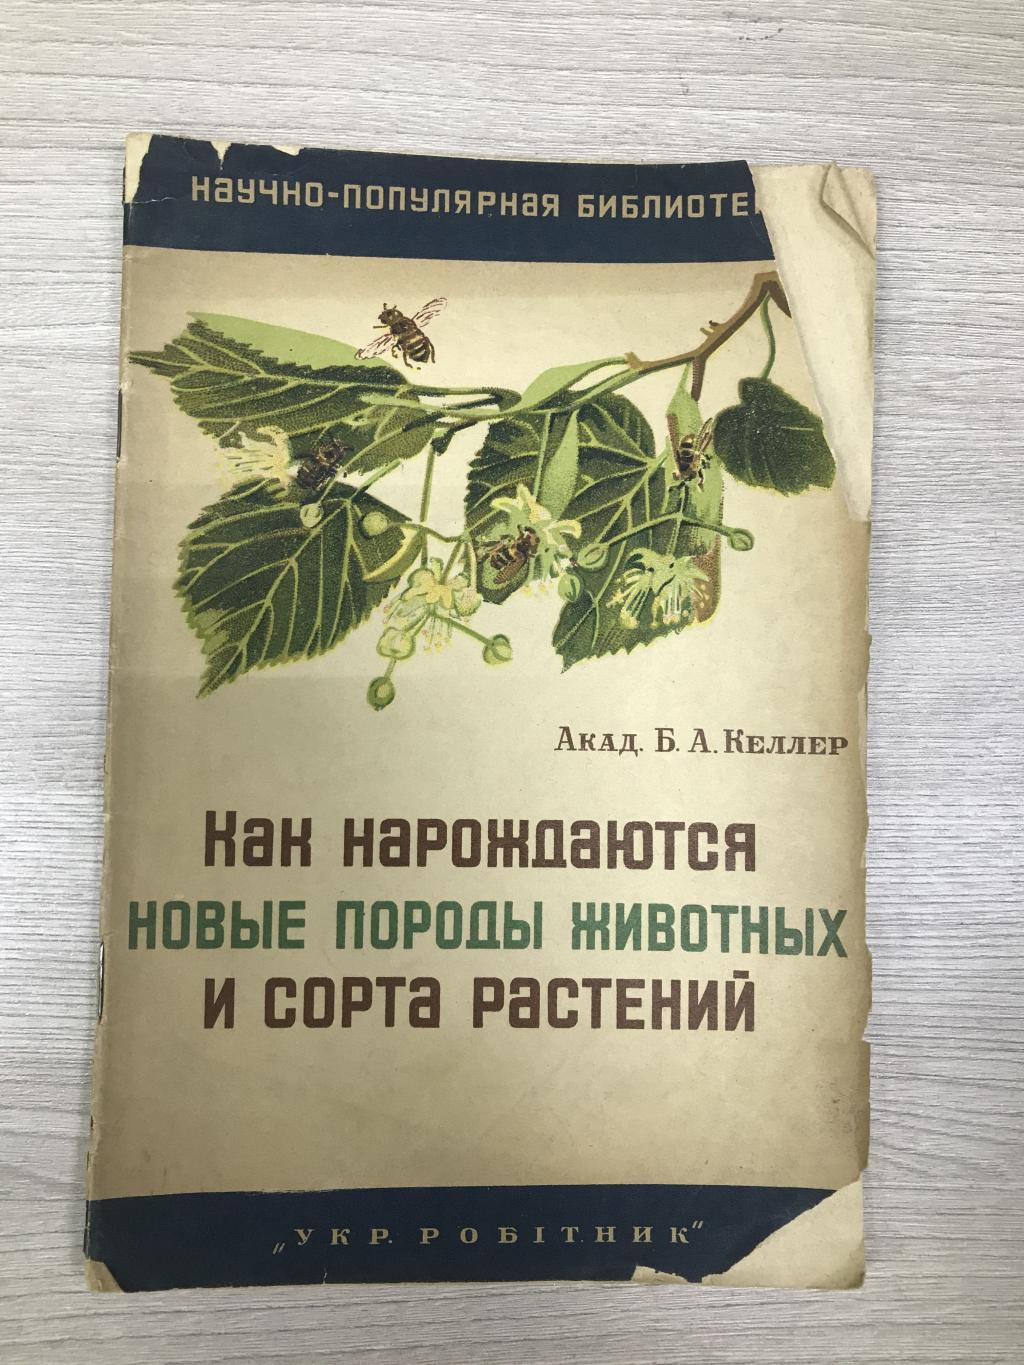 НАУЧНО-ПОПУЛЯРНАЯ БИБЛИОТЕ
АКАД. Б. А. КЕЛЛЕР
КАК НАРОЖДАЮТСЯ
НОВЫЕ ПОРОДЫ ЖИВОТНЫХ
И СОРТА РАСТЕНИЙ
„УКР. РОБІТНИК"